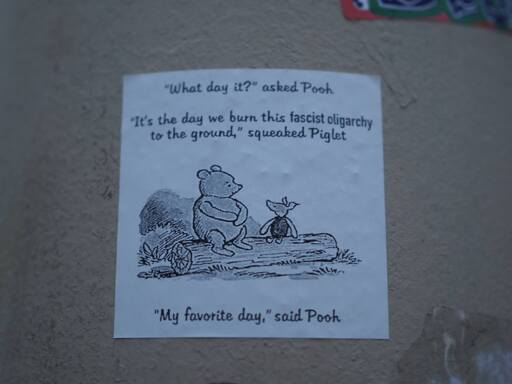 "What day it?" asked Pooh
"It's the day we burn this fascist oligarchy
to the ground," squeaked Piglet
"My favorite day," said Pooh